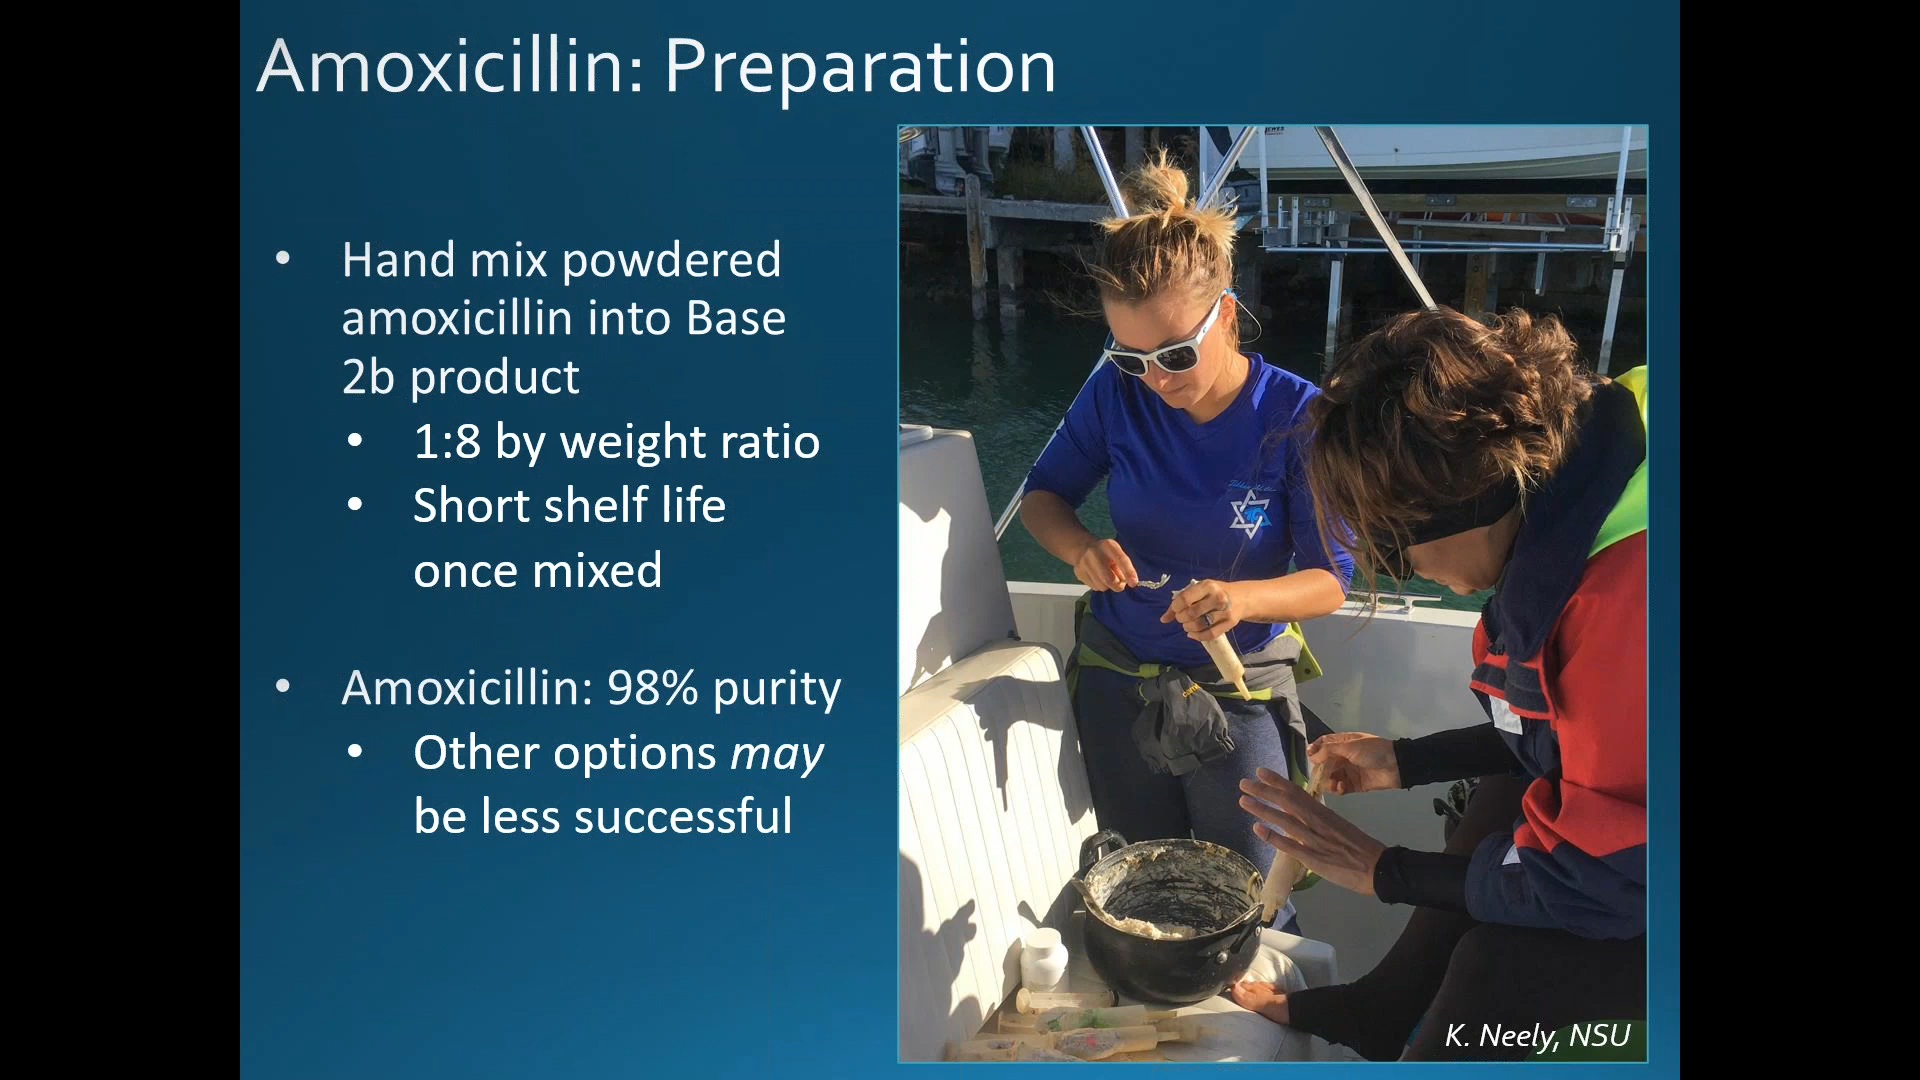 Amoxicillin: Preparation
• Hand mix powdered
amoxicillin into Base
2b product
• 1:8 by weight ratio
• Short shelf life
once mixed
• Amoxicillin: 98% purity
• Other options may
be less successful
K. Neely, NSU